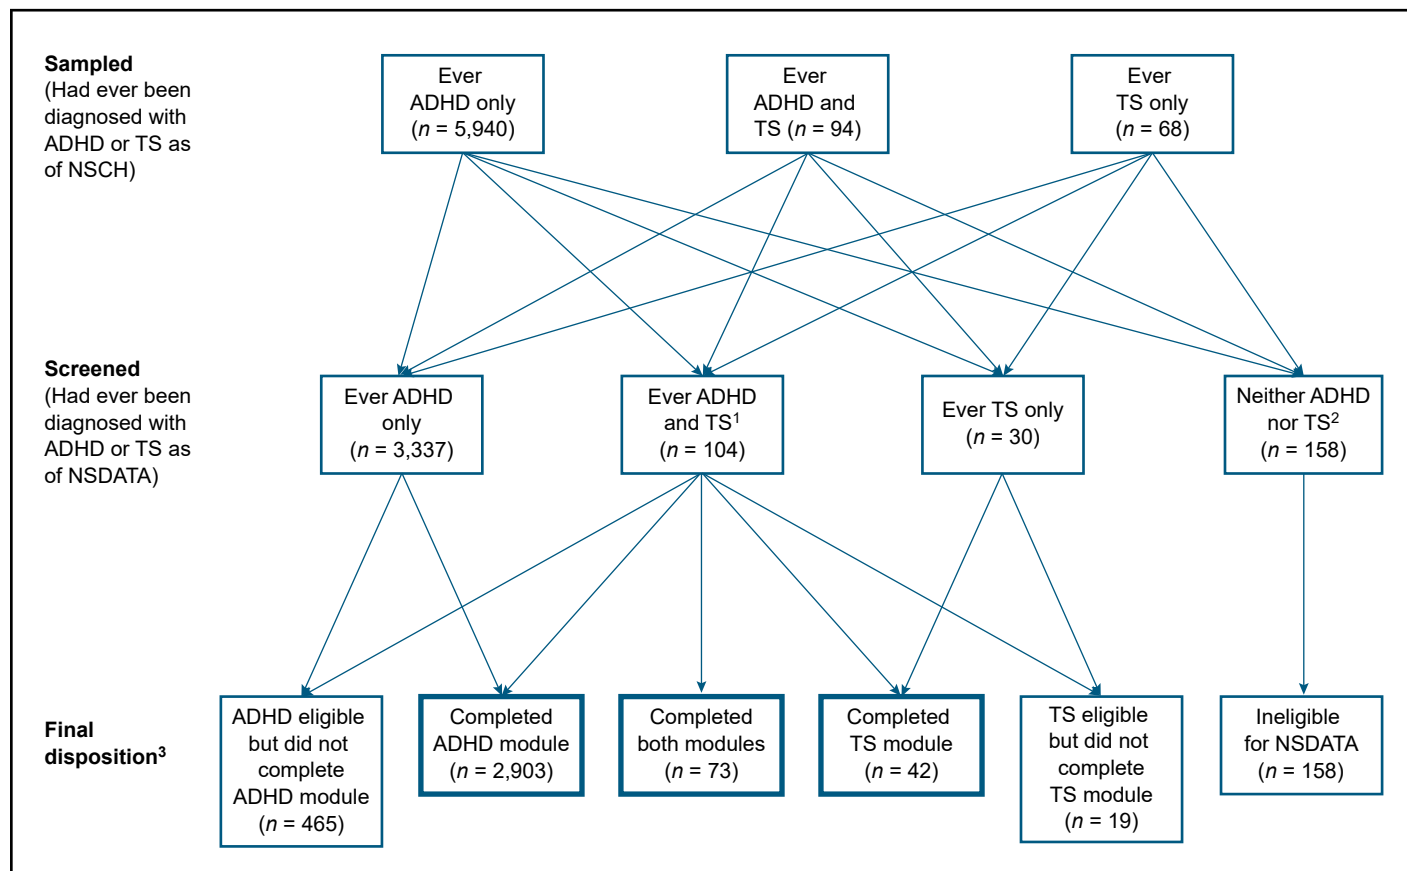 Sampled
(Had ever been
diagnosed with
ADHD or TS as
of NSCH)
Ever
ADHD only
(n = 5,940)
Ever
ADHD and
TS (n = 94)
Ever
TS only
(n = 68)
Screened
(Had ever been
diagnosed with
ADHD or TS as
of NSDATA)
Ever ADHD
only
(n = 3,337)
Ever ADHD
and TS1
(n = 104)
Ever TS only
(n = 30)
Neither ADHD
nor TS2
(n = 158)
Final
disposition3
ADHD eligible
but did not
complete
ADHD module
(n = 465)
Completed
ADHD module
(n = 2,903)
Completed
both modules
(n = 73)
Completed
TS module
(n = 42)
TS eligible
but did not
complete
TS module
(n = 19)
Ineligible
for NSDATA
(n = 158)